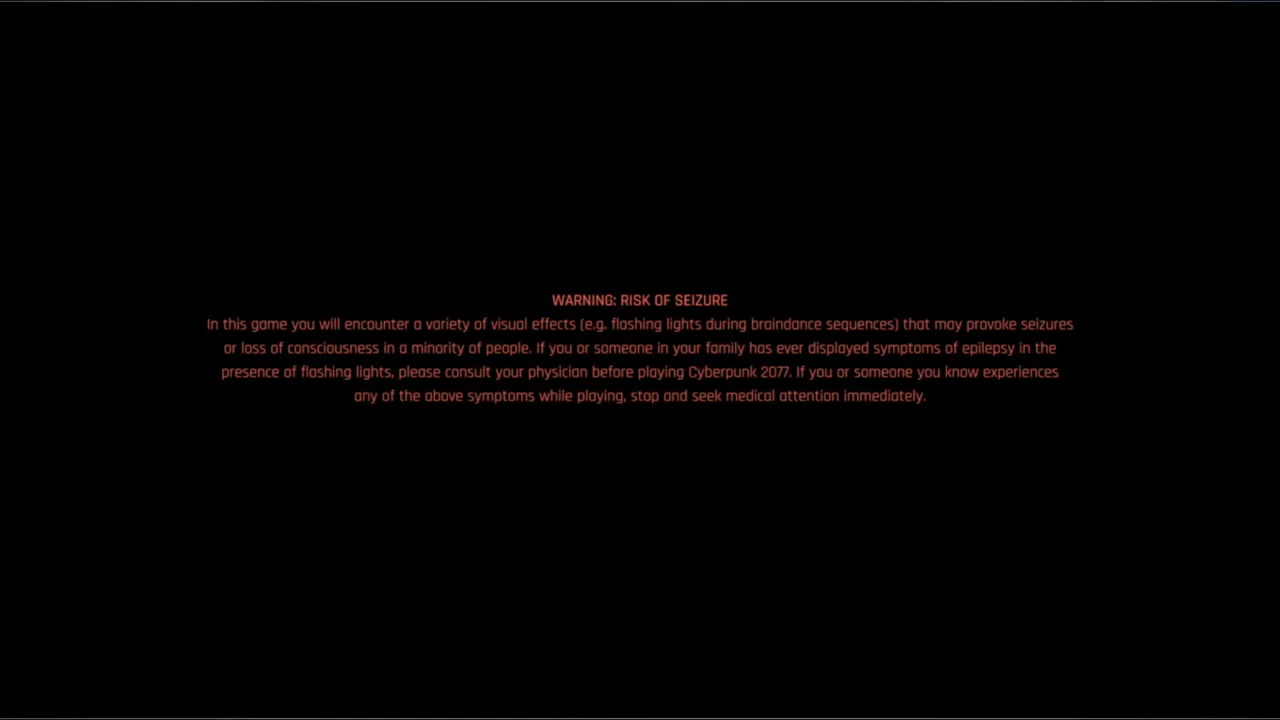 WARNING: RISK OF SEIZURE
In this game you will encounter a variety of visual effects (e.g. flashing lights during braindance sequences) that may provoke seizures
or loss of consciousness in a minority of people. If you or someone in your family has ever displayed symptoms of epilepsy in the
presence of flashing lights, please consult your physician before playing Cyberpunk 2077. If you or someone you know experiences
any of the above symptoms while playing, stop and seek medical attention immediately.